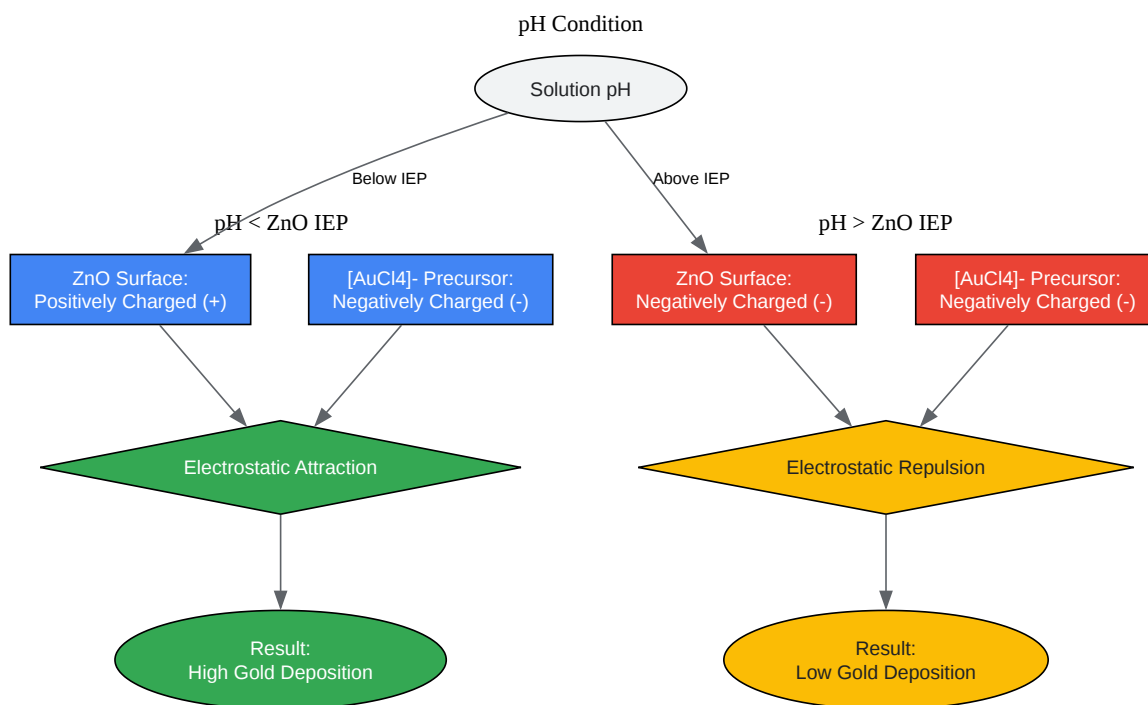 pH Condition
Solution pH
Below IEP
Above IEP
pH < ZnO IEP
pH > ZnO IEP
ZnO Surface:
Positively Charged (+)
[AuCl4]- Precursor:
Negatively Charged (-)
ZnO Surface:
Negatively Charged (-)
[AuCl4]- Precursor:
Negatively Charged (-)
Electrostatic Attraction
Electrostatic Repulsion
Result:
High Gold Deposition
Result:
Low Gold Deposition